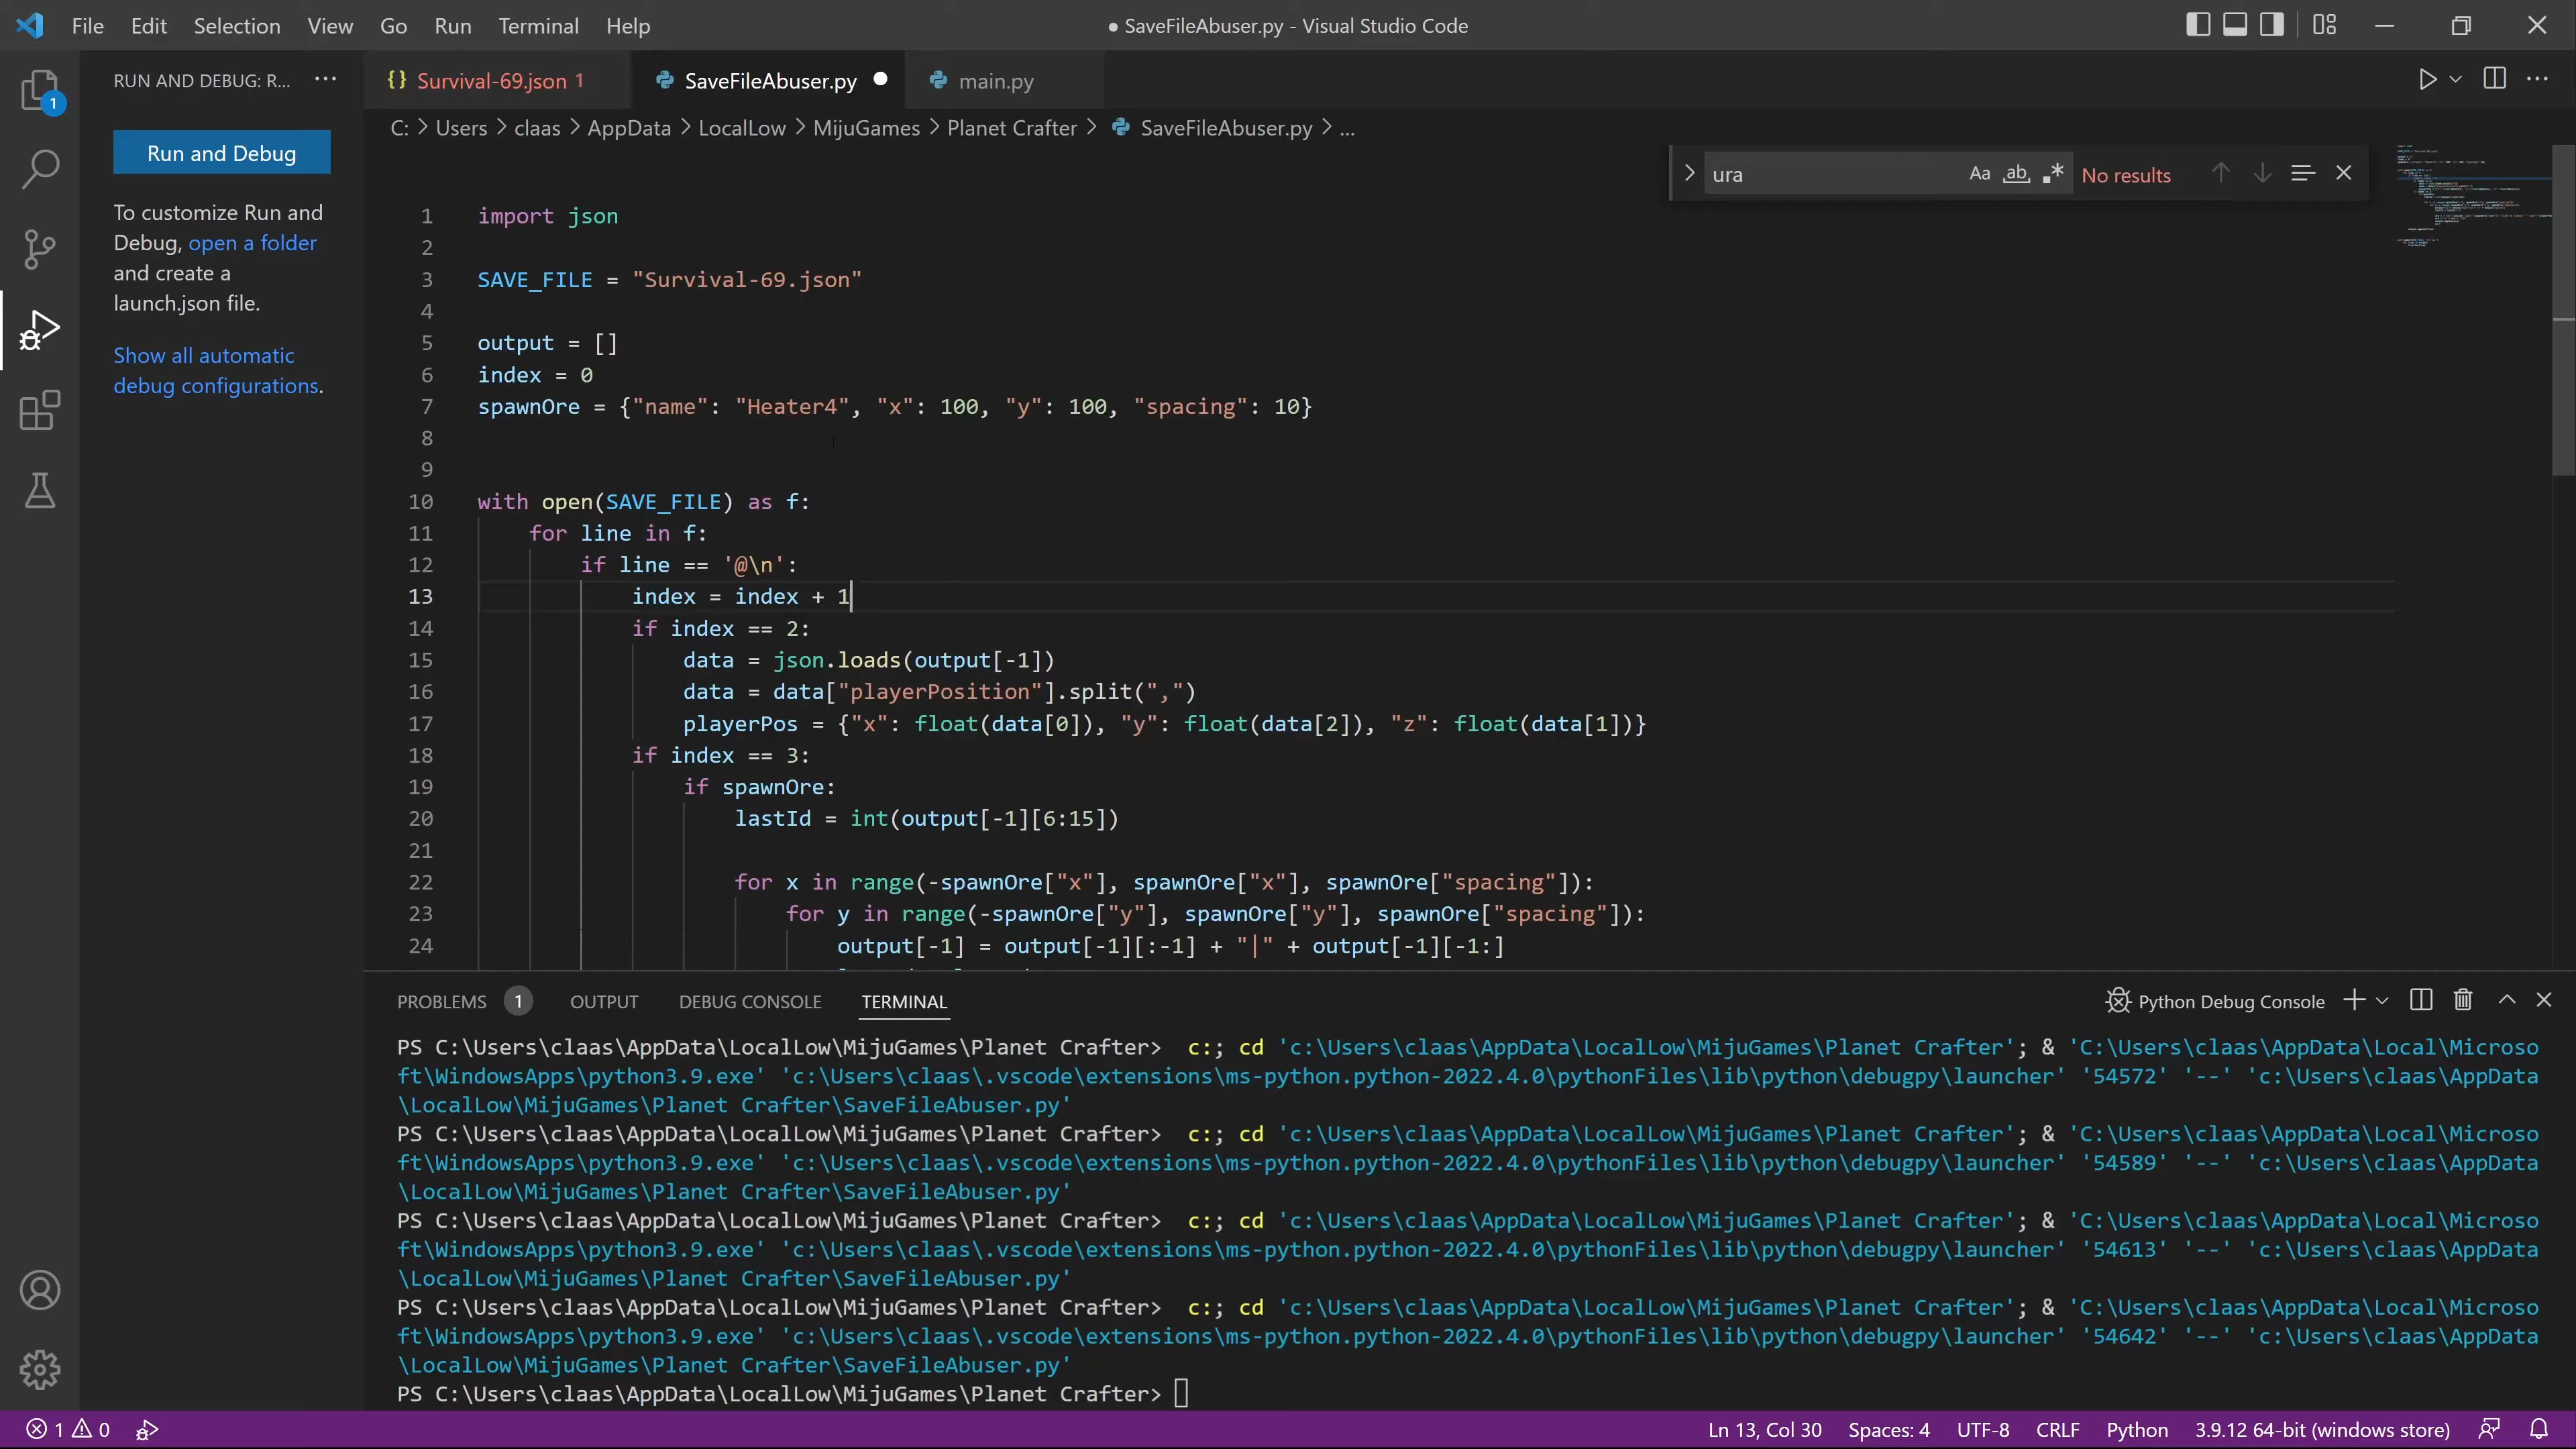 File Edit Selection View Go Run Terminal Help
● SaveFileAbuser.py - Visual Studio Code
RUN AND DEBUG: R... ···
{} Survival-69.json 1
SaveFileAbuser.py ●
main.py
1
Run and Debug
To customize Run and
Debug, open a folder
and create a
launch.json file.
Show all automatic
debug configurations.
C: > Users > claas > AppData > LocalLow > MijuGames > Planet Crafter > SaveFileAbuser.py > ...
ura Aa ab .* No results
1 import json
2
3 SAVE_FILE = "Survival-69.json"
4
5 output = []
6 index = 0
7 spawnOre = {"name": "Heater4", "x": 100, "y": 100, "spacing": 10}
8
9
10 with open(SAVE_FILE) as f:
11 for line in f:
12 if line == '@\n':
13 index = index + 1
14 if index == 2:
15 data = json.loads(output[-1])
16 data = data["playerPosition"].split(",")
17 playerPos = {"x": float(data[0]), "y": float(data[2]), "z": float(data[1])}
18 if index == 3:
19 if spawnOre:
20 lastId = int(output[-1][6:15])
21
22 for x in range(-spawnOre["x"], spawnOre["x"], spawnOre["spacing"]):
23 for y in range(-spawnOre["y"], spawnOre["y"], spawnOre["spacing"]):
24 output[-1] = output[-1][:-1] + "|" + output[-1][-1:]
PROBLEMS 1 OUTPUT DEBUG CONSOLE TERMINAL
Python Debug Console
PS C:\Users\claas\AppData\LocalLow\MijuGames\Planet Crafter> c:; cd 'c:\Users\claas\AppData\LocalLow\MijuGames\Planet Crafter'; & 'C:\Users\claas\AppData\Local\Microso
ft\WindowsApps\python3.9.exe' 'c:\Users\claas\.vscode\extensions\ms-python.python-2022.4.0\pythonFiles\lib\python\debugpy\launcher' '54572' '--' 'c:\Users\claas\AppData
\LocalLow\MijuGames\Planet Crafter\SaveFileAbuser.py'
PS C:\Users\claas\AppData\LocalLow\MijuGames\Planet Crafter> c:; cd 'c:\Users\claas\AppData\LocalLow\MijuGames\Planet Crafter'; & 'C:\Users\claas\AppData\Local\Microso
ft\WindowsApps\python3.9.exe' 'c:\Users\claas\.vscode\extensions\ms-python.python-2022.4.0\pythonFiles\lib\python\debugpy\launcher' '54589' '--' 'c:\Users\claas\AppData
\LocalLow\MijuGames\Planet Crafter\SaveFileAbuser.py'
PS C:\Users\claas\AppData\LocalLow\MijuGames\Planet Crafter> c:; cd 'c:\Users\claas\AppData\LocalLow\MijuGames\Planet Crafter'; & 'C:\Users\claas\AppData\Local\Microso
ft\WindowsApps\python3.9.exe' 'c:\Users\claas\.vscode\extensions\ms-python.python-2022.4.0\pythonFiles\lib\python\debugpy\launcher' '54613' '--' 'c:\Users\claas\AppData
\LocalLow\MijuGames\Planet Crafter\SaveFileAbuser.py'
PS C:\Users\claas\AppData\LocalLow\MijuGames\Planet Crafter> c:; cd 'c:\Users\claas\AppData\LocalLow\MijuGames\Planet Crafter'; & 'C:\Users\claas\AppData\Local\Microso
ft\WindowsApps\python3.9.exe' 'c:\Users\claas\.vscode\extensions\ms-python.python-2022.4.0\pythonFiles\lib\python\debugpy\launcher' '54642' '--' 'c:\Users\claas\AppData
\LocalLow\MijuGames\Planet Crafter\SaveFileAbuser.py'
PS C:\Users\claas\AppData\LocalLow\MijuGames\Planet Crafter>
1 0
Ln 13, Col 30 Spaces: 4 UTF-8 CRLF Python 3.9.12 64-bit (windows store)